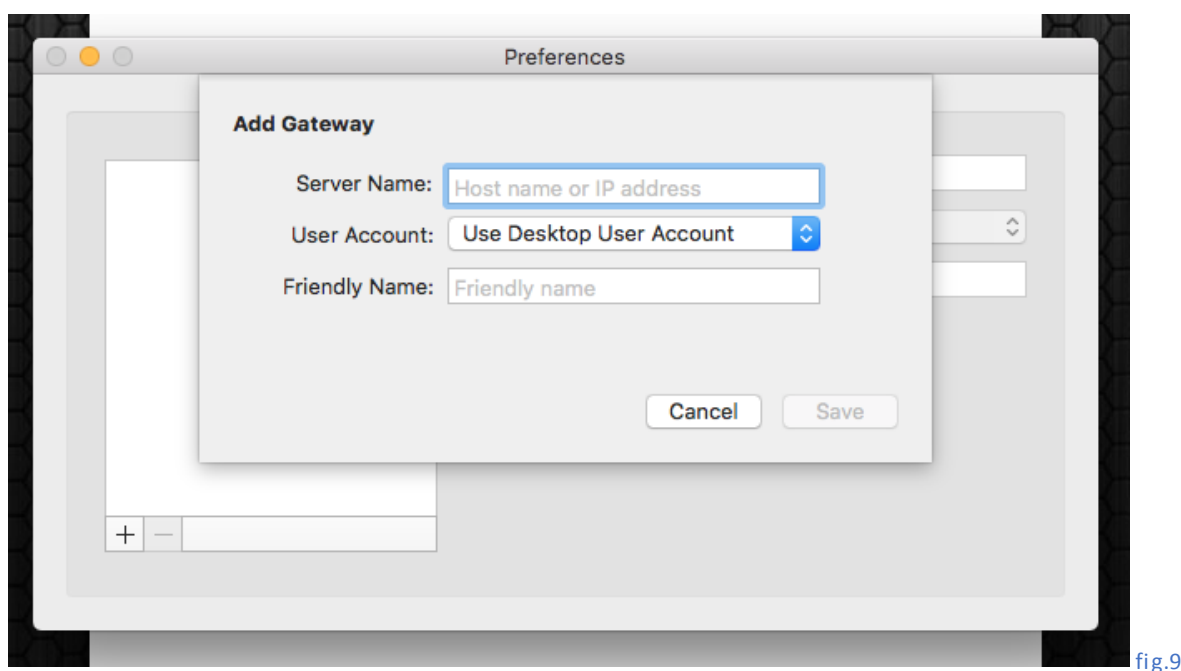 Preferences
Add Gateway
Server Name: Host name or IP address
User Account: Use Desktop User Account
Friendly Name: Friendly name
Cancel Save
fig.9